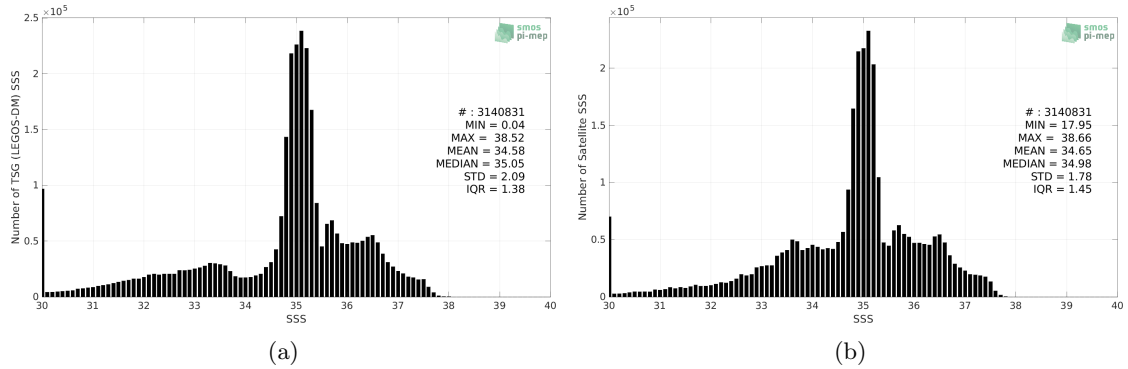 ×10^5
2.5
2
1.5
1
0.5
0
30 31 32 33 34 35 36 37 38 39 40
SSS
Number of TSG (LEGOS-DM) SSS
smos
pi-mep
# : 3140831
MIN = 0.04
MAX = 38.52
MEAN = 34.58
MEDIAN = 35.05
STD = 2.09
IQR = 1.38
(a)
×10^5
2
1.5
1
0.5
0
30 31 32 33 34 35 36 37 38 39 40
SSS
Number of Satellite SSS
smos
pi-mep
# : 3140831
MIN = 17.95
MAX = 38.66
MEAN = 34.65
MEDIAN = 34.98
STD = 1.78
IQR = 1.45
(b)